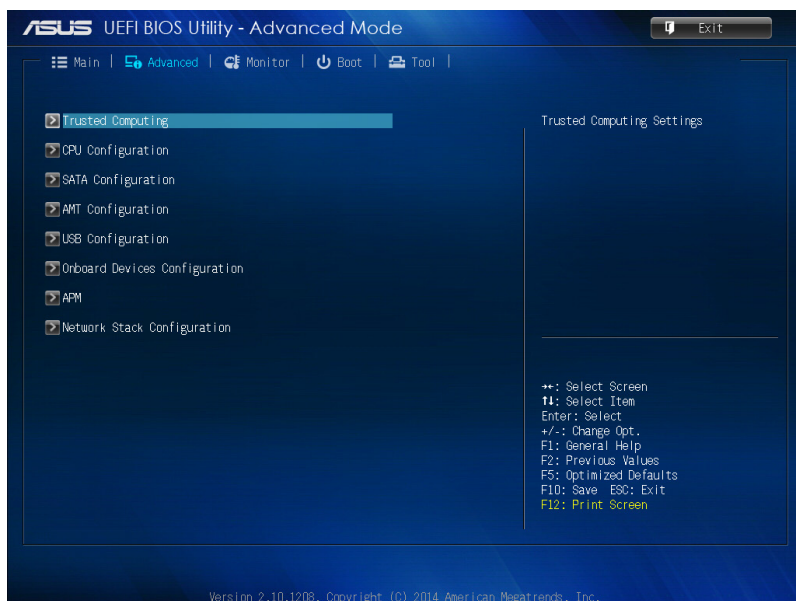 ASUS UEFI BIOS Utility - Advanced Mode
Exit
Main | Advanced | Monitor | Boot | Tool |
Trusted Computing
Trusted Computing Settings
CPU Configuration
SATA Configuration
AMT Configuration
USB Configuration
Onboard Devices Configuration
APM
Network Stack Configuration
→←: Select Screen
↑↓: Select Item
Enter: Select
+/-: Change Opt.
F1: General Help
F2: Previous Values
F5: Optimized Defaults
F10: Save ESC: Exit
F12: Print Screen
Version 2.10.1208. Copyright (C) 2014 American Megatrends, Inc.